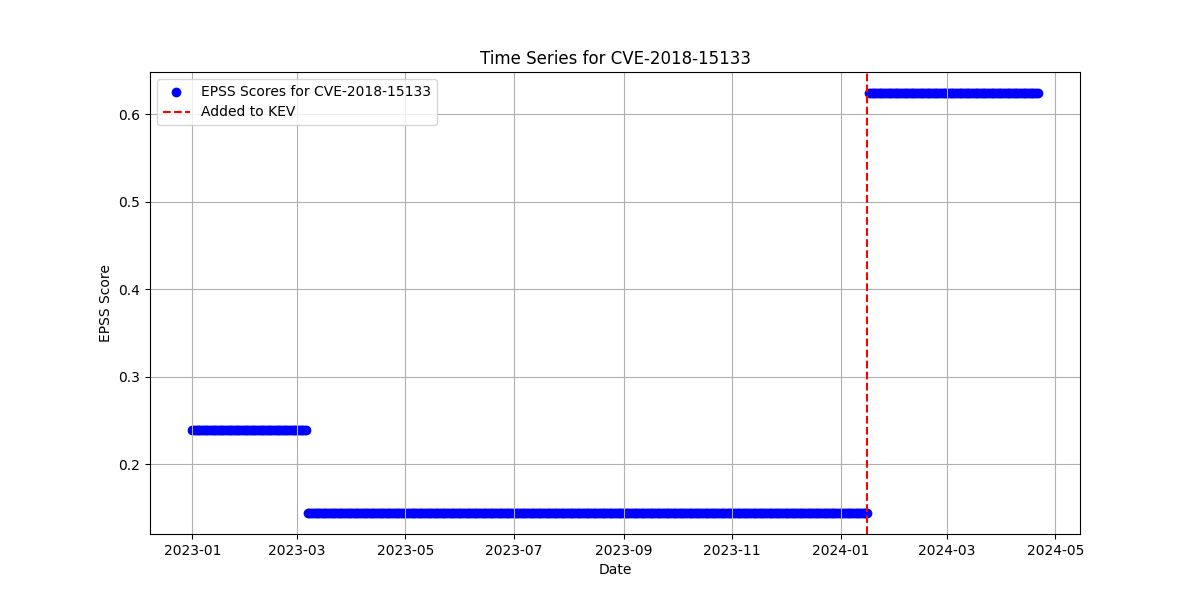 Time Series for CVE-2018-15133
EPSS Scores for CVE-2018-15133
Added to KEV
EPSS Score
0.6
0.5
0.4
0.3
0.2
2023-01 2023-03 2023-05 2023-07 2023-09 2023-11 2024-01 2024-03 2024-05
Date